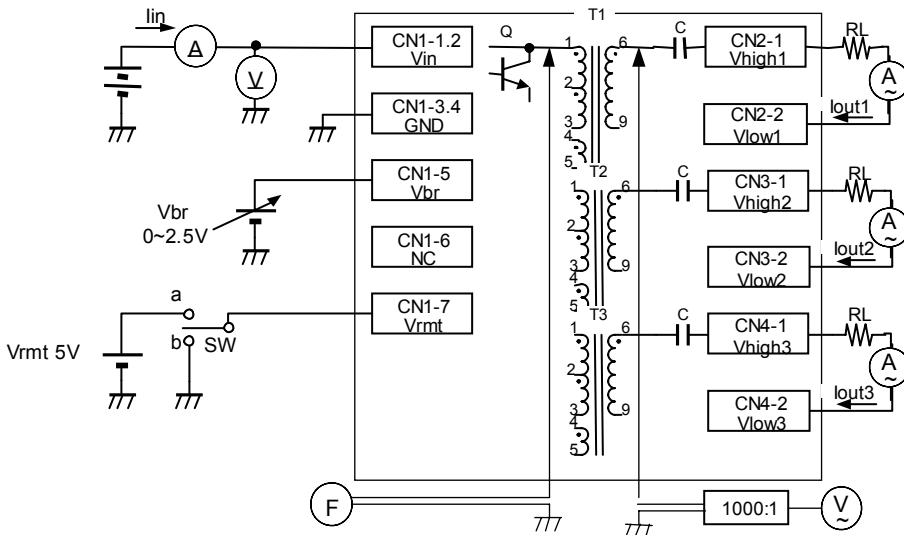 T1
Iin
A
V
CN1-1.2
Vin
CN1-3.4
GND
CN1-5
Vbr
CN1-6
NC
CN1-7
Vrmt
Vbr
0~2.5V
Vrmt 5V
a
b
SW
Q
1
2
3
4
5
6
9
C
CN2-1
Vhigh1
RL
A
~
Iout1
CN2-2
Vlow1
T2
1
2
3
4
5
6
9
C
CN3-1
Vhigh2
RL
A
~
Iout2
CN3-2
Vlow2
T3
1
2
3
4
5
6
9
C
CN4-1
Vhigh3
RL
A
~
Iout3
CN4-2
Vlow3
F
1000:1
V
~